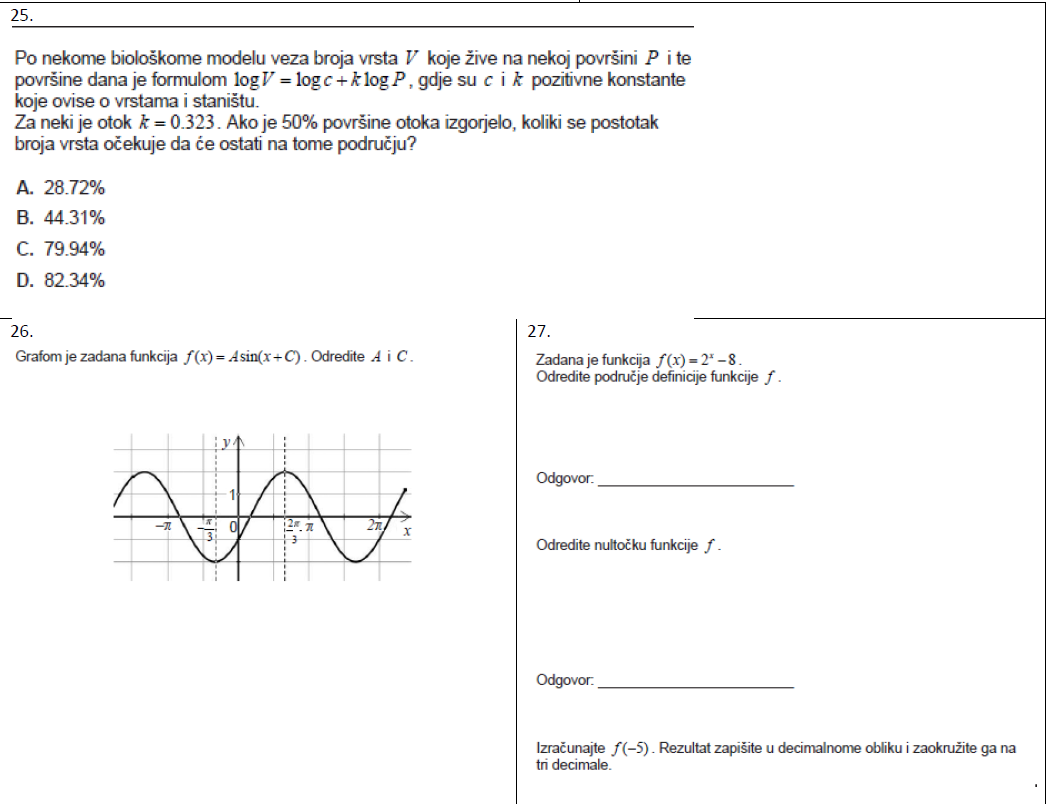 25.
Po nekome biološkome modelu veza broja vrsta V koje žive na nekoj površini P i te
površine dana je formulom log V = log c + k log P , gdje su c i k pozitivne konstante
koje ovise o vrstama i staništu.
Za neki je otok k = 0.323. Ako je 50% površine otoka izgorjelo, koliki se postotak
broja vrsta očekuje da će ostati na tome području?
A. 28.72%
B. 44.31%
C. 79.94%
D. 82.34%
26.
Grafom je zadana funkcija f(x) = A sin(x + C) . Odredite A i C .
y
1
−π
−π/3
0
2π/3
π
2π
x
27.
Zadana je funkcija f(x) = 2ˣ − 8 .
Odredite područje definicije funkcije f .
Odgovor: ____________________
Odredite nultočku funkcije f .
Odgovor: ____________________
Izračunajte f(−5) . Rezultat zapišite u decimalnome obliku i zaokružite ga na
tri decimale.